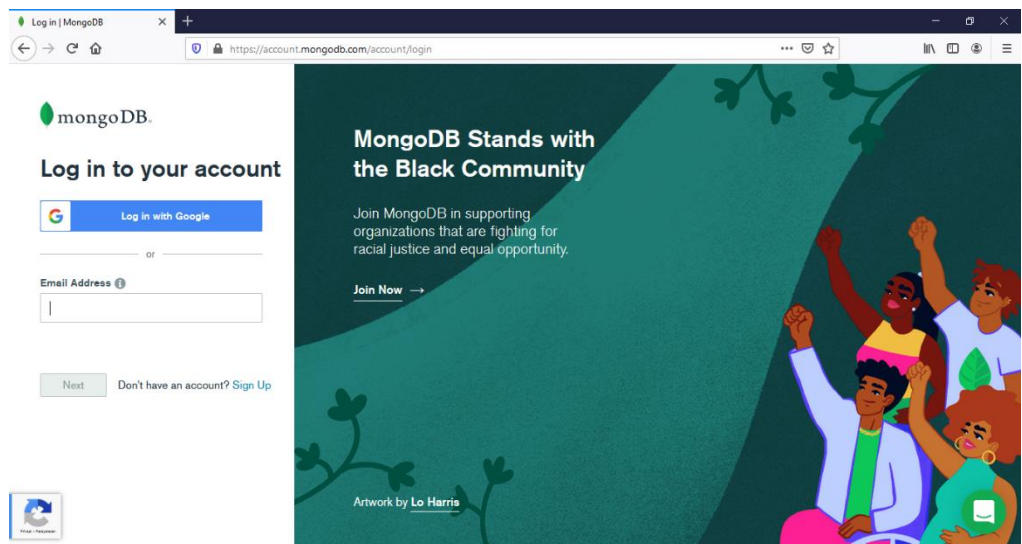 Log in | MongoDB
https://account.mongodb.com/account/login
mongoDB.
Log in to your account
Log in with Google
or
Email Address
Next
Don't have an account? Sign Up
MongoDB Stands with
the Black Community
Join MongoDB in supporting
organizations that are fighting for
racial justice and equal opportunity.
Join Now →
Artwork by Lo Harris